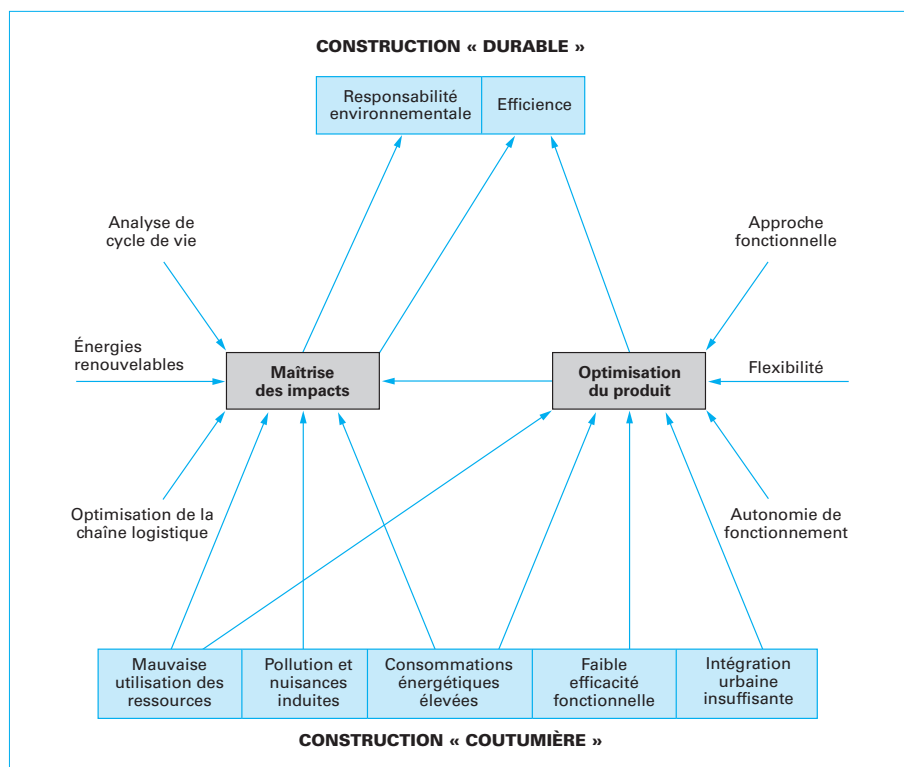 CONSTRUCTION « DURABLE »
Responsabilité
environnementale
Efficience
Analyse de
cycle de vie
Approche
fonctionnelle
Énergies
renouvelables
Maîtrise
des impacts
Optimisation
du produit
Flexibilité
Optimisation de la
chaîne logistique
Autonomie de
fonctionnement
Mauvaise
utilisation des
ressources
Pollution et
nuisances
induites
Consommations
énergétiques
élevées
Faible
efficacité
fonctionnelle
Intégration
urbaine
insuffisante
CONSTRUCTION « COUTUMIÈRE »